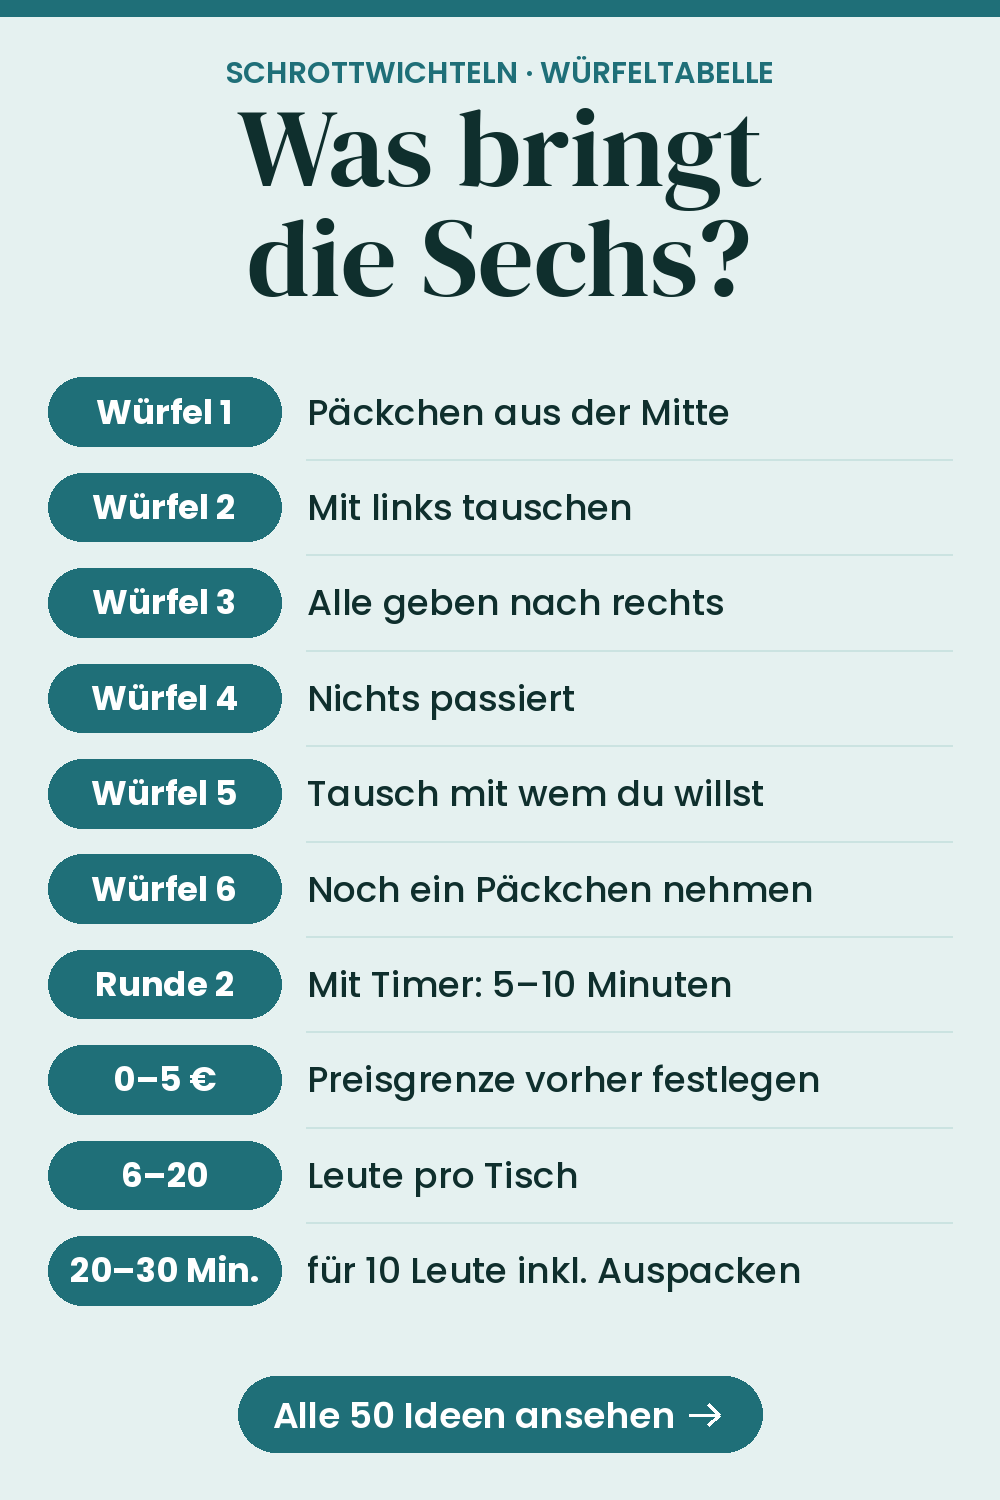 SCHROTTWICHTELN · WÜRFELTABELLE
Was bringt
die Sechs?
Würfel 1 Päckchen aus der Mitte
Würfel 2 Mit links tauschen
Würfel 3 Alle geben nach rechts
Würfel 4 Nichts passiert
Würfel 5 Tausch mit wem du willst
Würfel 6 Noch ein Päckchen nehmen
Runde 2 Mit Timer: 5–10 Minuten
0–5 € Preisgrenze vorher festlegen
6–20 Leute pro Tisch
20–30 Min. für 10 Leute inkl. Auspacken
Alle 50 Ideen ansehen →